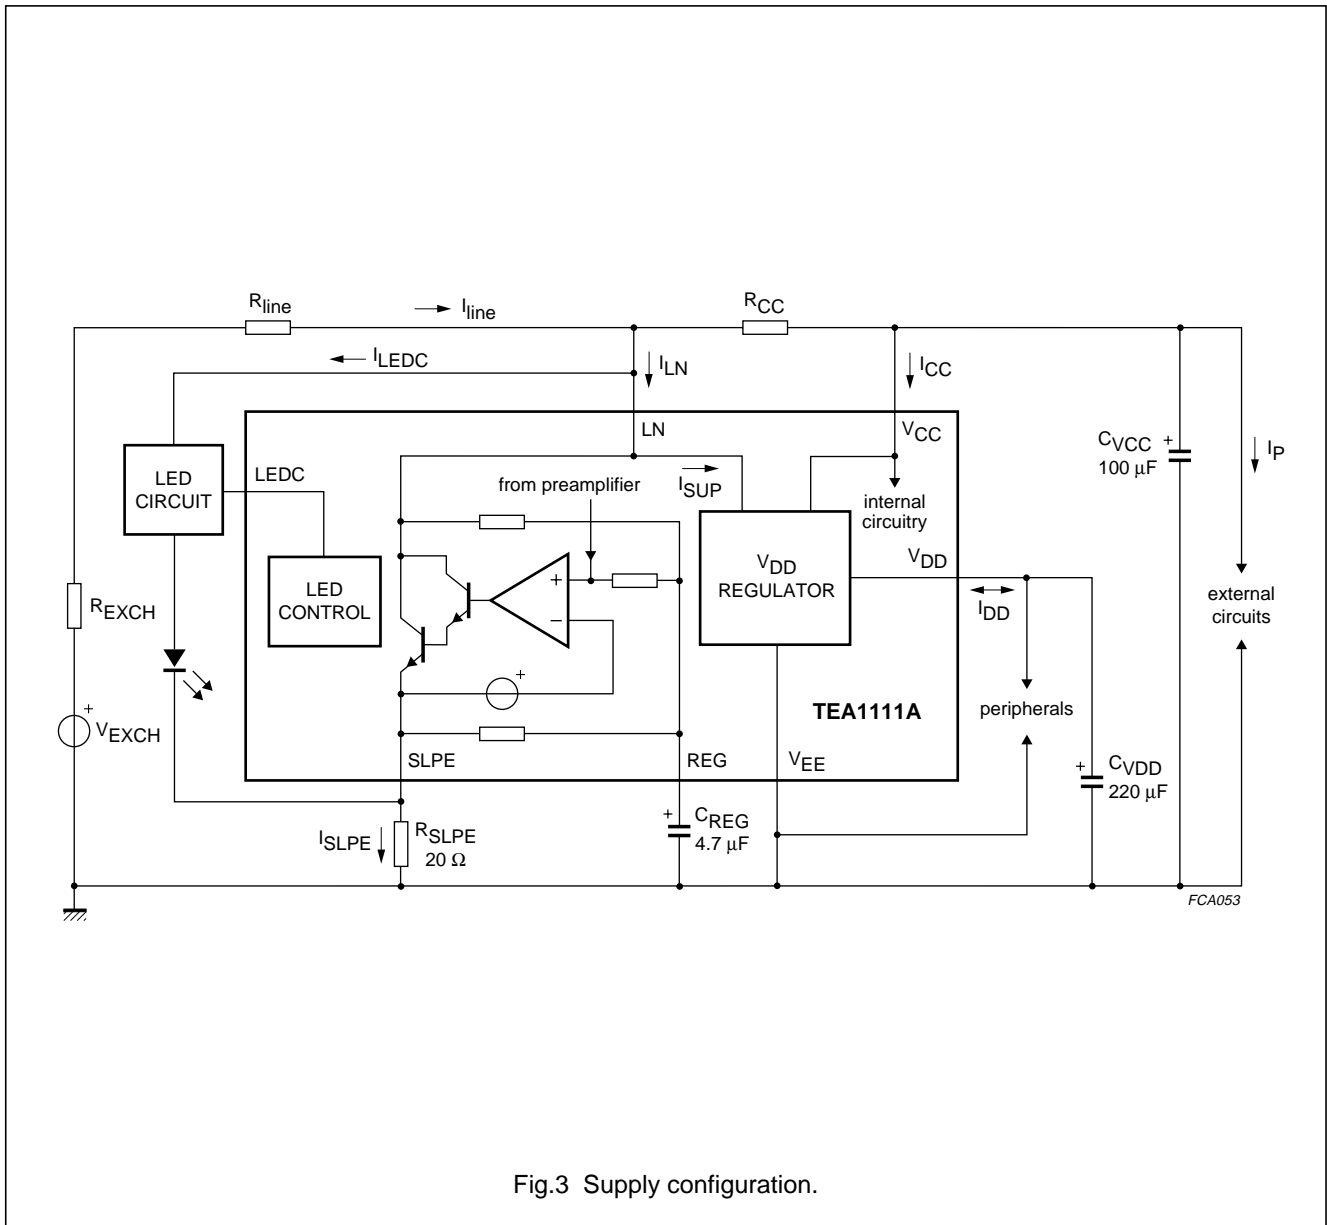 Rline
Iline
RCC
ILEDC
ILN
ICC
LN
VCC
CVCC
+
100 µF
IP
LED
CIRCUIT
LEDC
from preamplifier
ISUP
internal
circuitry
VDD
VDD
REGULATOR
LED
CONTROL
+
−
IDD
REXCH
external
circuits
+
TEA1111A
peripherals
+
VEXCH
SLPE
REG
VEE
+
CVDD
220 µF
ISLPE
RSLPE
20 Ω
+
CREG
4.7 µF
FCA053
Fig.3 Supply configuration.